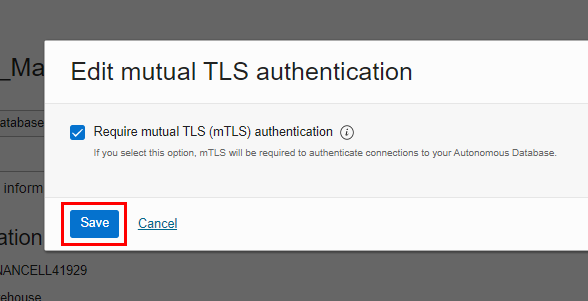 _Ma
Edit mutual TLS authentication
atabase
Require mutual TLS (mTLS) authentication
If you select this option, mTLS will be required to authenticate connections to your Autonomous Database.
inform
Save
Cancel
ation
NANCELL41929
ehouse